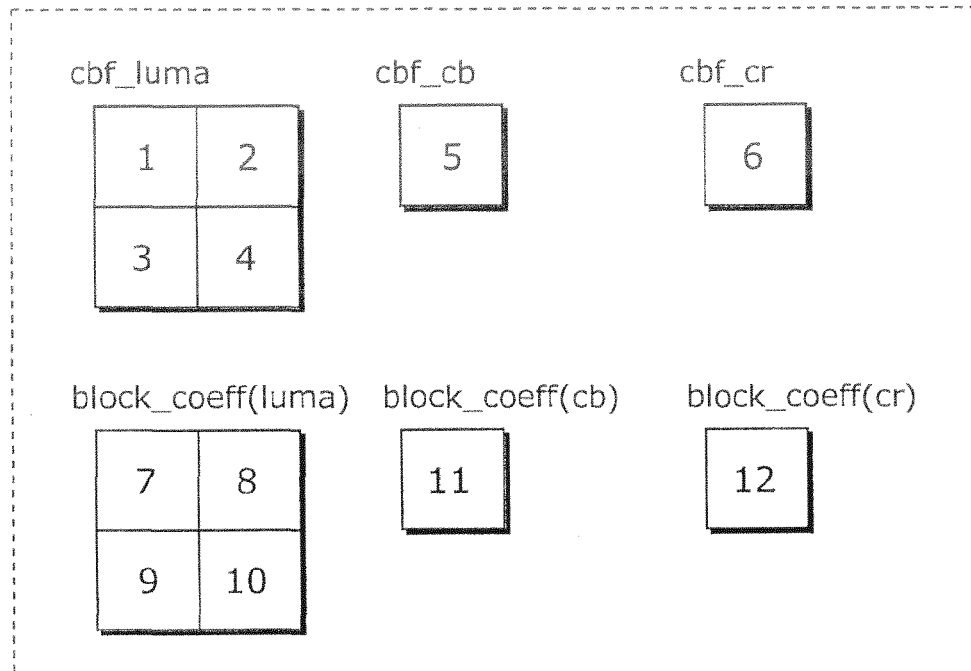 cbf_luma cbf_cb cbf_cr
1 2 5 6
3 4
block_coeff(luma) block_coeff(cb) block_coeff(cr)
7 8 11 12
9 10